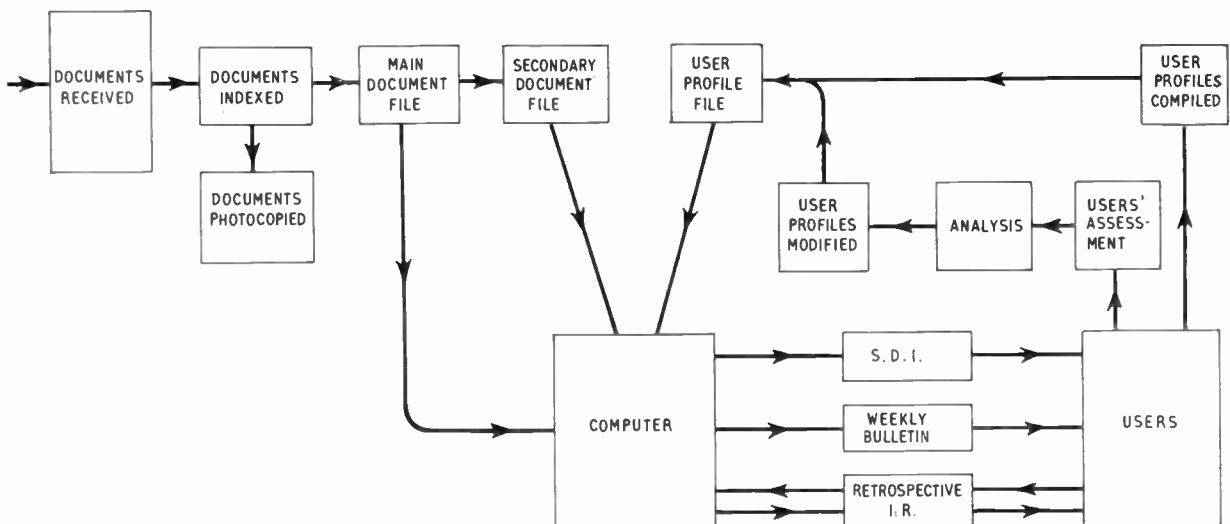 DOCUMENTS
RECEIVED
DOCUMENTS
INDEXED
MAIN
DOCUMENT
FILE
SECONDARY
DOCUMENT
FILE
USER
PROFILE
FILE
USER
PROFILES
COMPILED
DOCUMENTS
PHOTOCOPIED
USER
PROFILES
MODIFIED
ANALYSIS
USERS'
ASSESS-
MENT
COMPUTER
S.D.I.
WEEKLY
BULLETIN
RETROSPECTIVE
I.R.
USERS